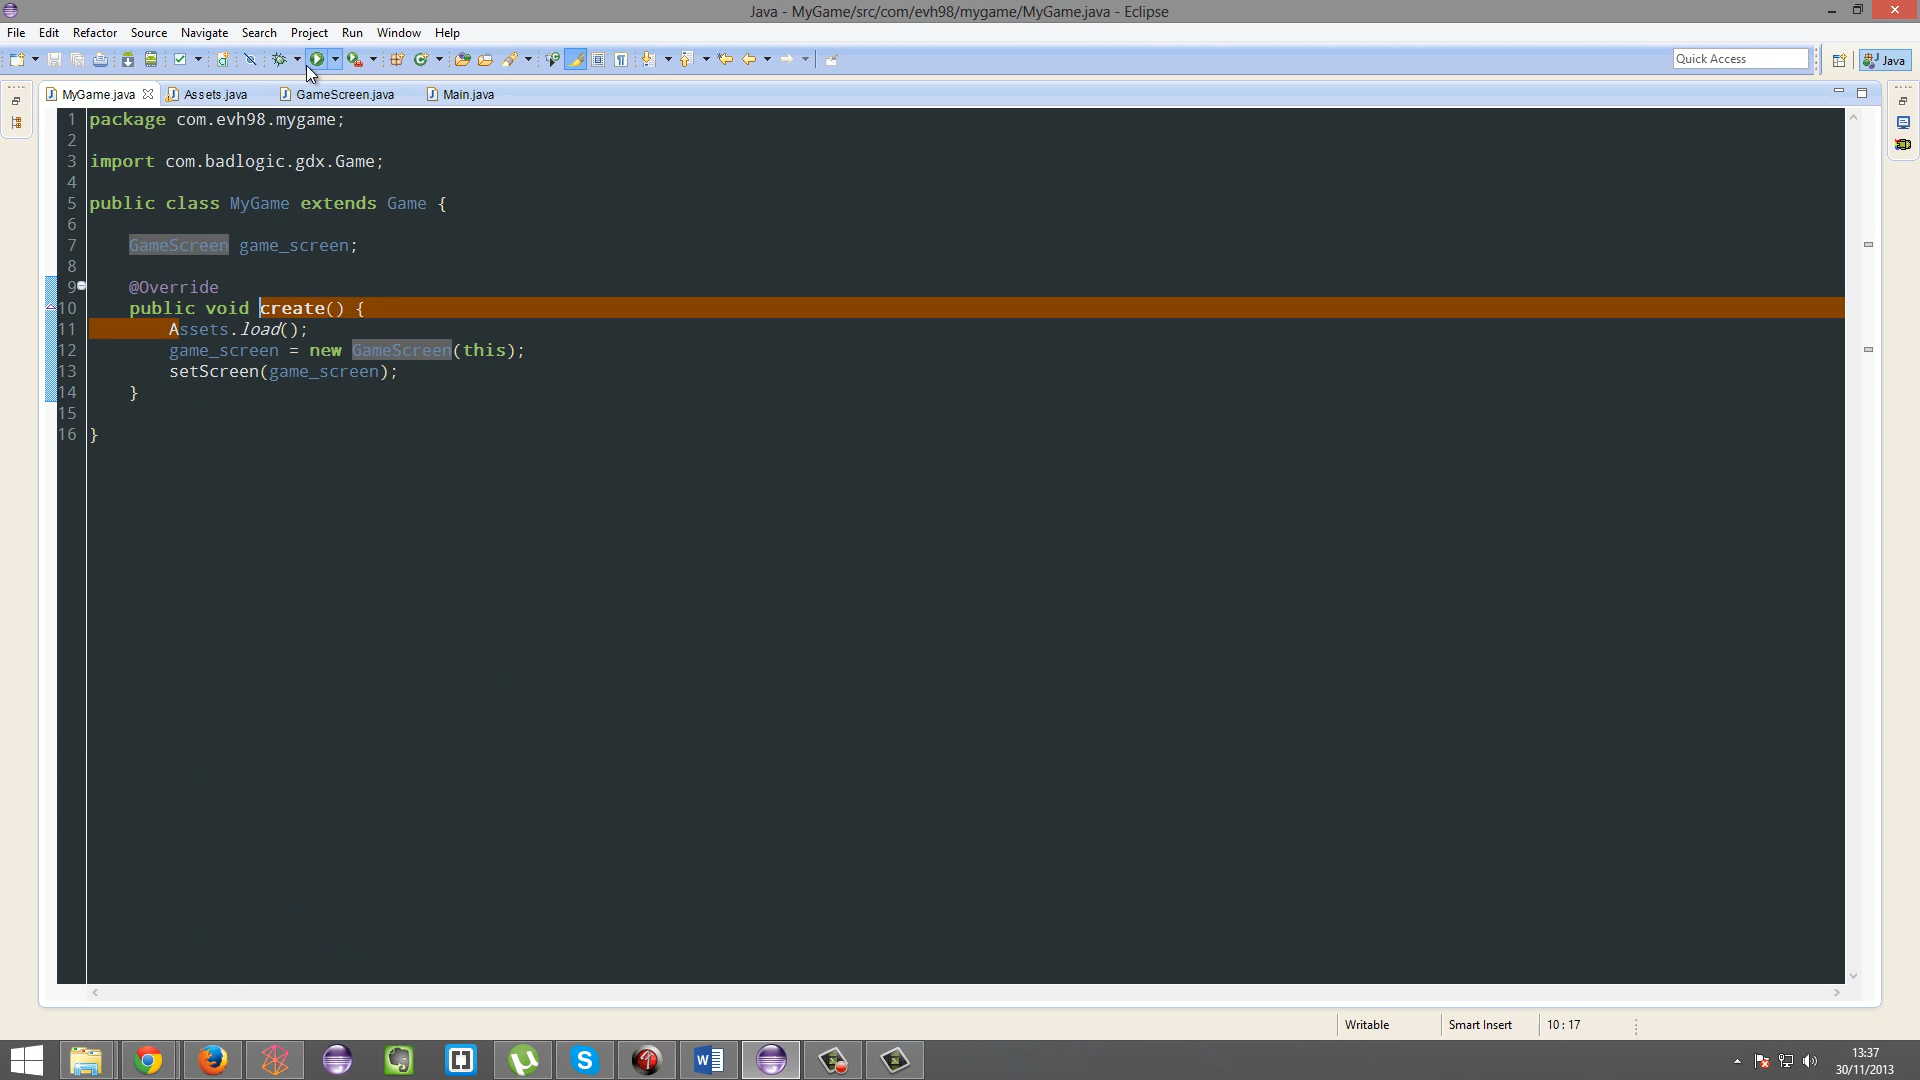 Java - MyGame/src/com/evh98/mygame/MyGame.java - Eclipse
File Edit Refactor Source Navigate Search Project Run Window Help
Quick Access
Java
MyGame.java Assets.java GameScreen.java Main.java
1 package com.evh98.mygame;
2
3 import com.badlogic.gdx.Game;
4
5 public class MyGame extends Game {
6
7 GameScreen game_screen;
8
9 @Override
10 public void create() {
11 Assets.load();
12 game_screen = new GameScreen(this);
13 setScreen(game_screen);
14 }
15
16 }
Writable Smart Insert 10 : 17
13:37
30/11/2013